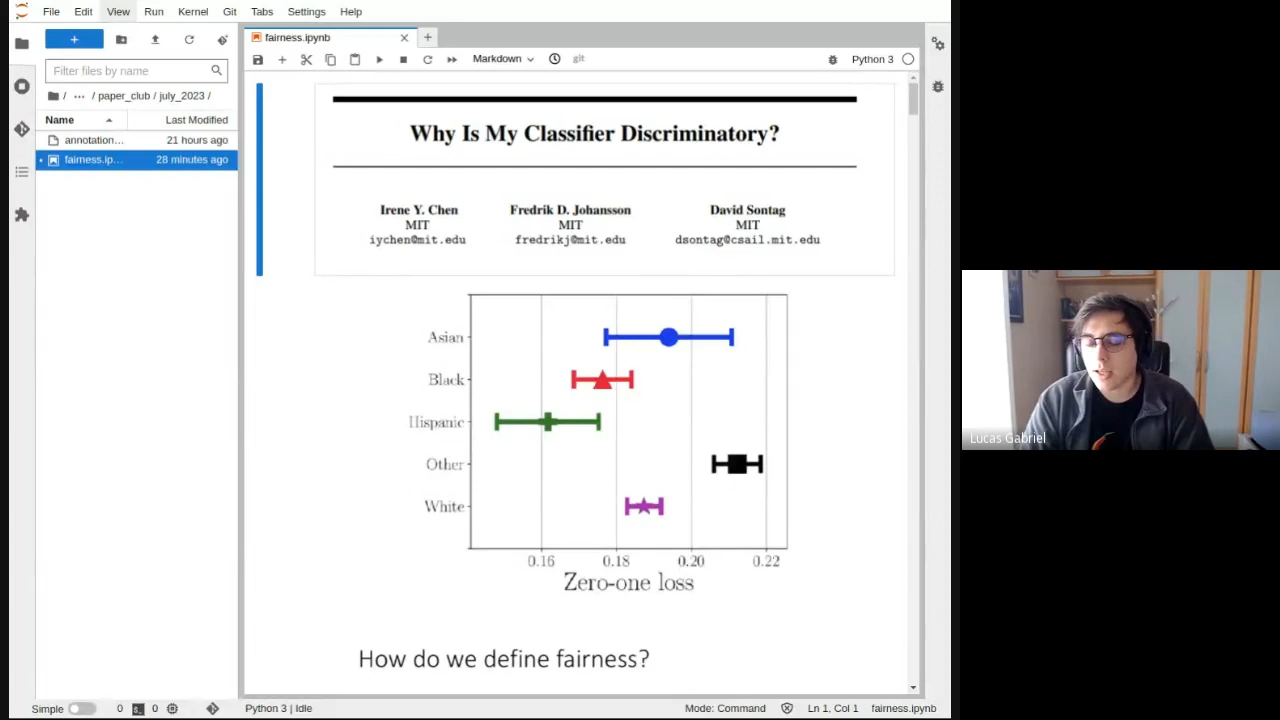 File Edit View Run Kernel Git Tabs Settings Help
fairness.ipynb
Filter files by name
Markdown
git
Python 3
/ ... / paper_club / july_2023 /
Name Last Modified
annotation... 21 hours ago
fairness.ip... 28 minutes ago
Why Is My Classifier Discriminatory?
Irene Y. Chen Fredrik D. Johansson David Sontag
MIT MIT MIT
iychen@mit.edu fredrikj@mit.edu dsontag@csail.mit.edu
Asian
Black
Hispanic
Other
White
0.16 0.18 0.20 0.22
Zero-one loss
How do we define fairness?
Lucas Gabriel
Simple 0 0 Python 3 | Idle Mode: Command Ln 1, Col 1 fairness.ipynb